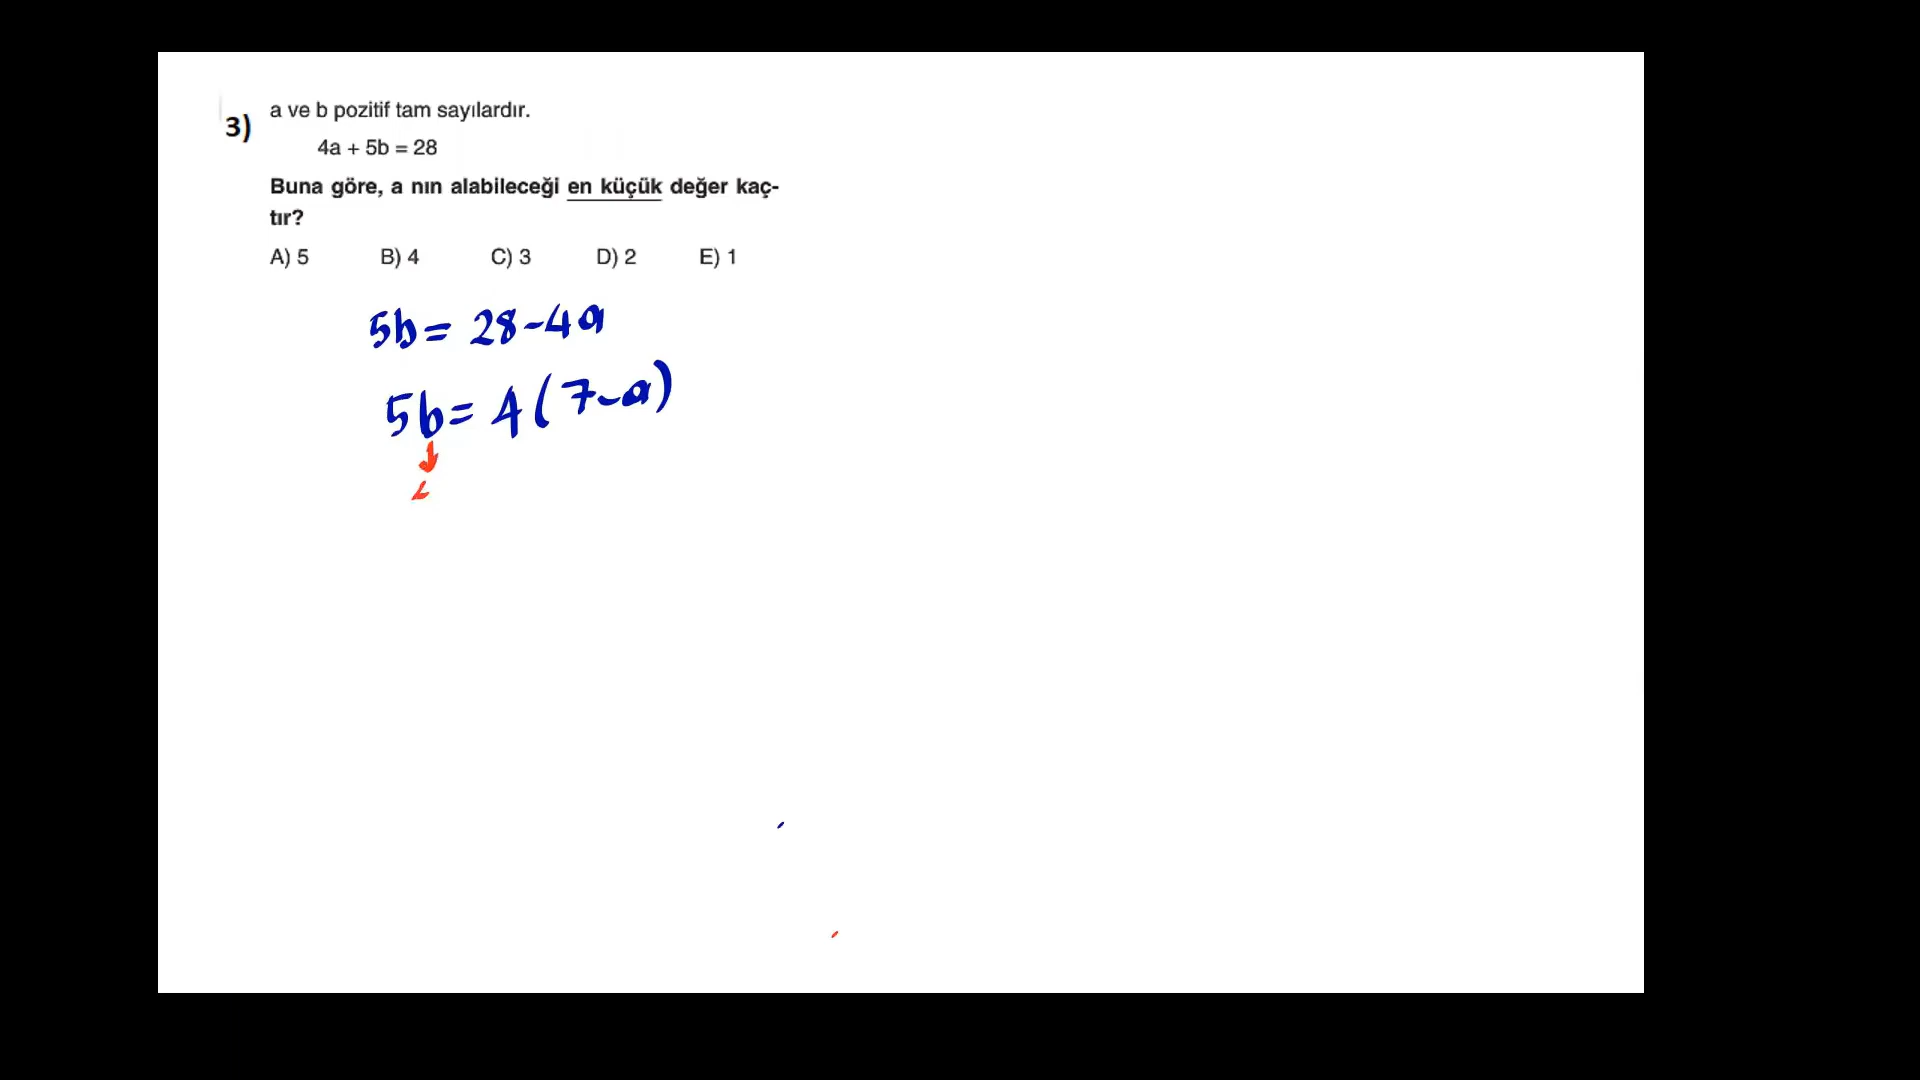 3)
a ve b pozitif tam sayılardır.
4a + 5b = 28
Buna göre, a nın alabileceği en küçük değer kaç-
tır?
A) 5 B) 4 C) 3 D) 2 E) 1
5b = 28-4a
5b = 4(7-a)